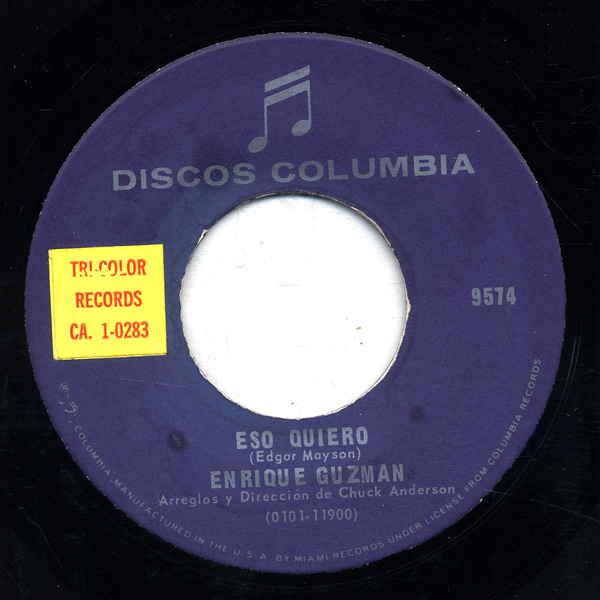 DISCOS COLUMBIA
TRI-COLOR
RECORDS
CA. 1-0283
9574
ESO QUIERO
(Edgar Mayson)
ENRIQUE GUZMAN
Arreglos y Dirección de Chuck Anderson
(0101-11900)
COLUMBIA · MANUFACTURED IN THE U.S.A. BY MIAMI RECORDS UNDER LICENSE FROM COLUMBIA RECORDS